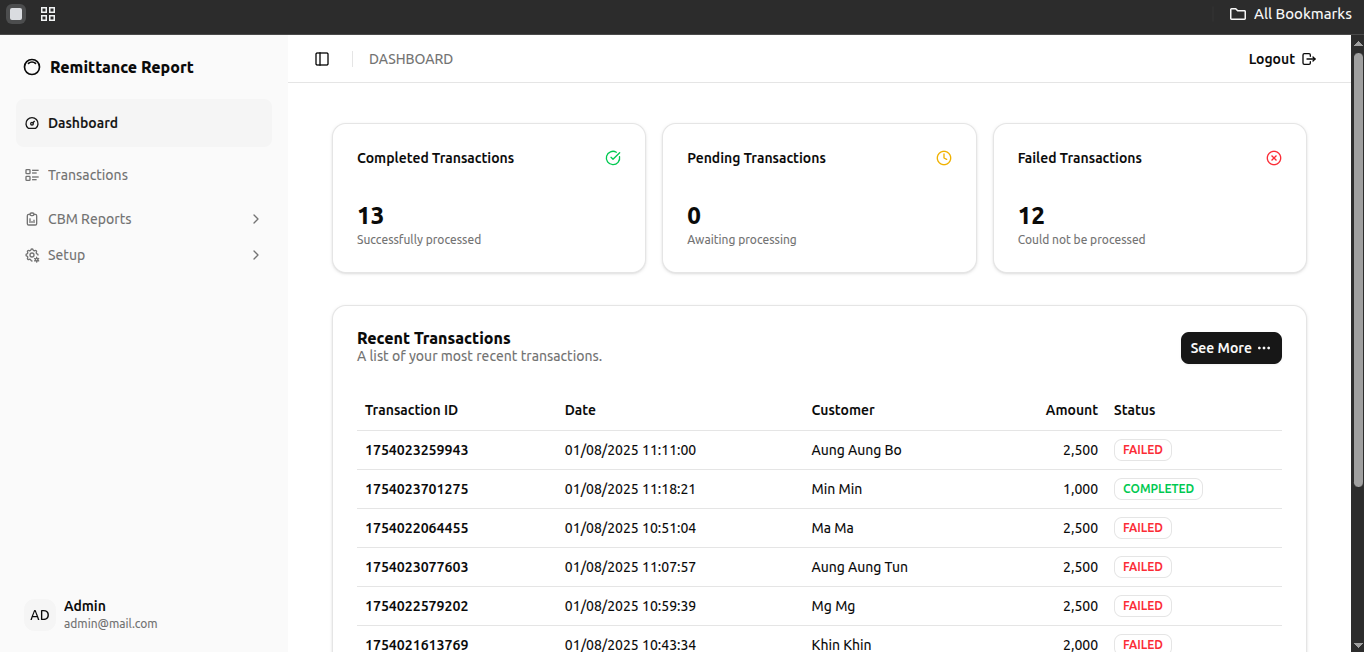 All Bookmarks
Remittance Report
Dashboard
Transactions
CBM Reports
Setup
AD
Admin
admin@mail.com
DASHBOARD
Logout
Completed Transactions
13
Successfully processed
Pending Transactions
0
Awaiting processing
Failed Transactions
12
Could not be processed
Recent Transactions
A list of your most recent transactions.
See More ···
Transaction ID Date Customer Amount Status
1754023259943 01/08/2025 11:11:00 Aung Aung Bo 2,500 FAILED
1754023701275 01/08/2025 11:18:21 Min Min 1,000 COMPLETED
1754022064455 01/08/2025 10:51:04 Ma Ma 2,500 FAILED
1754023077603 01/08/2025 11:07:57 Aung Aung Tun 2,500 FAILED
1754022579202 01/08/2025 10:59:39 Mg Mg 2,500 FAILED
1754021613769 01/08/2025 10:43:34 Khin Khin 2,000 FAILED